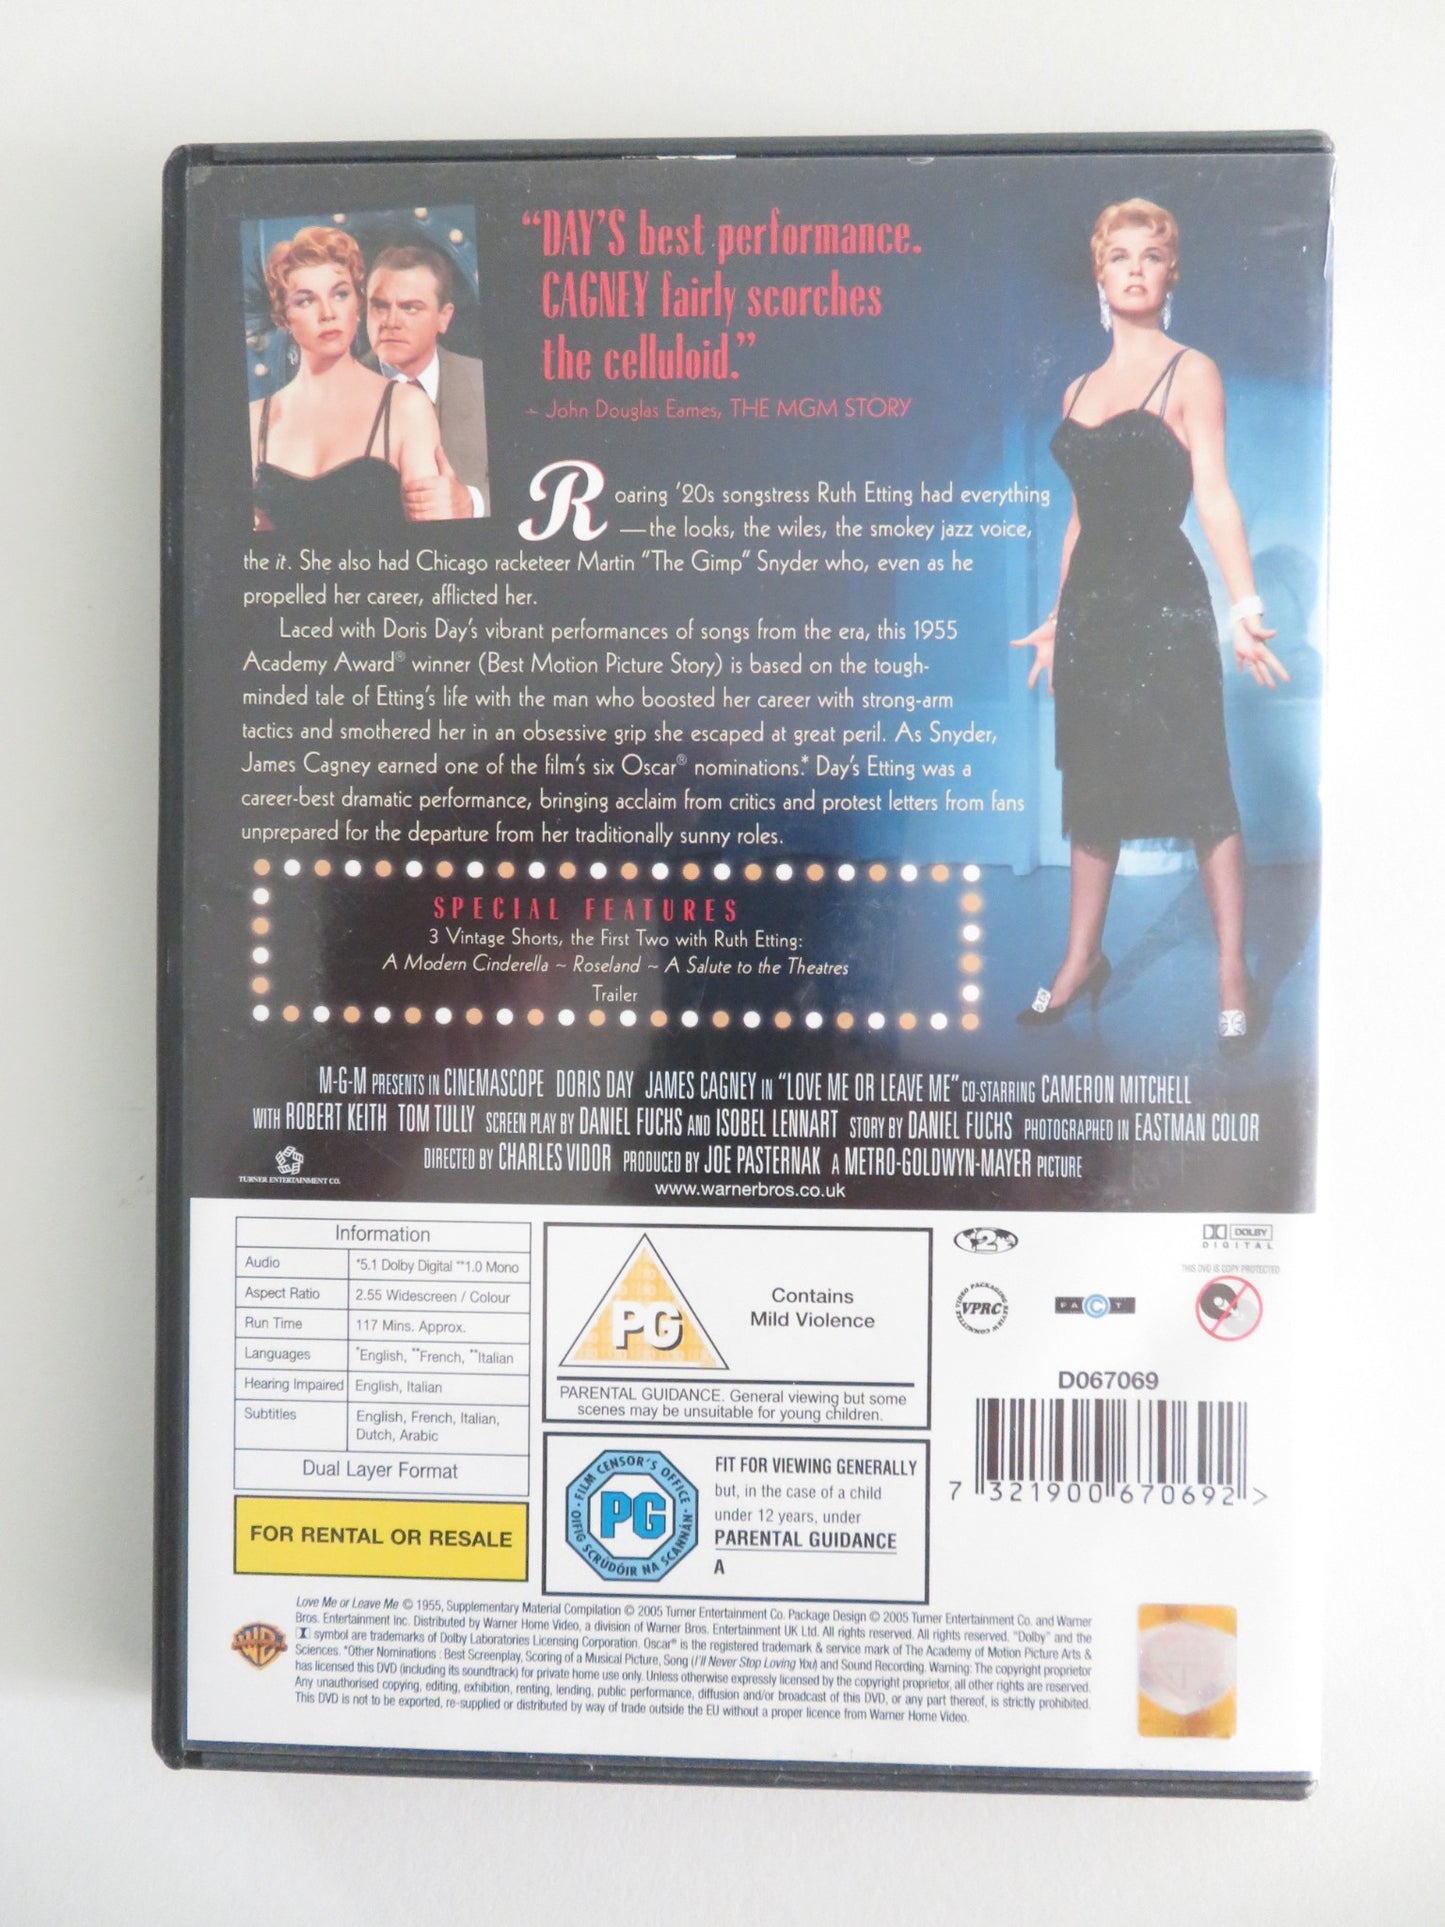 “DAY'S best performance.
CAGNEY fairly scorches
the celluloid.”
~ John Douglas Eames, THE MGM STORY
Roaring '20s songstress Ruth Etting had everything
—the looks, the wiles, the smokey jazz voice,
the it. She also had Chicago racketeer Martin “The Gimp” Snyder who, even as he
propelled her career, afflicted her.
Laced with Doris Day's vibrant performances of songs from the era, this 1955
Academy Award® winner (Best Motion Picture Story) is based on the tough-
minded tale of Etting's life with the man who boosted her career with strong-arm
tactics and smothered her in an obsessive grip she escaped at great peril. As Snyder,
James Cagney earned one of the film's six Oscar® nominations.* Day's Etting was a
career-best dramatic performance, bringing acclaim from critics and protest letters from fans
unprepared for the departure from her traditionally sunny roles.
SPECIAL FEATURES
3 Vintage Shorts, the First Two with Ruth Etting:
A Modern Cinderella ~ Roseland ~ A Salute to the Theatres
Trailer
M-G-M PRESENTS IN CINEMASCOPE DORIS DAY JAMES CAGNEY IN “LOVE ME OR LEAVE ME” CO-STARRING CAMERON MITCHELL
WITH ROBERT KEITH TOM TULLY SCREEN PLAY BY DANIEL FUCHS AND ISOBEL LENNART STORY BY DANIEL FUCHS PHOTOGRAPHED IN EASTMAN COLOR
DIRECTED BY CHARLES VIDOR PRODUCED BY JOE PASTERNAK A METRO-GOLDWYN-MAYER PICTURE
TURNER ENTERTAINMENT CO.
www.warnerbros.co.uk
Information
Audio *5.1 Dolby Digital **1.0 Mono
Aspect Ratio 2.55 Widescreen / Colour
Run Time 117 Mins. Approx.
Languages *English, **French, **Italian
Hearing Impaired English, Italian
Subtitles English, French, Italian,
Dutch, Arabic
Dual Layer Format
FOR RENTAL OR RESALE
PG
Contains
Mild Violence
PARENTAL GUIDANCE. General viewing but some
scenes may be unsuitable for young children.
FILM CENSOR'S OFFICE
PG
OIFIG SCRÚDÓIR NA SCANNÁN
FIT FOR VIEWING GENERALLY
but, in the case of a child
under 12 years, under
PARENTAL GUIDANCE
A
2
DOLBY
DIGITAL
THIS DVD IS COPY PROTECTED
VIDEO PACKAGING REVIEW COMMITTEE
VPRC
FACT
D067069
7 321900 670692 >
Love Me or Leave Me © 1955, Supplementary Material Compilation © 2005 Turner Entertainment Co. Package Design © 2005 Turner Entertainment Co. and Warner
Bros. Entertainment Inc. Distributed by Warner Home Video, a division of Warner Bros. Entertainment UK Ltd. All rights reserved. All rights reserved. "Dolby" and the
symbol are trademarks of Dolby Laboratories Licensing Corporation. Oscar® is the registered trademark & service mark of The Academy of Motion Picture Arts &
Sciences. *Other Nominations : Best Screenplay, Scoring of a Musical Picture, Song (I'll Never Stop Loving You) and Sound Recording. Warning: The copyright proprietor
has licensed this DVD (including its soundtrack) for private home use only. Unless otherwise expressly licensed by the copyright proprietor, all other rights are reserved.
Any unauthorised copying, editing, exhibition, renting, lending, public performance, diffusion and/or broadcast of this DVD, or any part thereof, is strictly prohibited.
This DVD is not to be exported, re-supplied or distributed by way of trade outside the EU without a proper licence from Warner Home Video.
WB